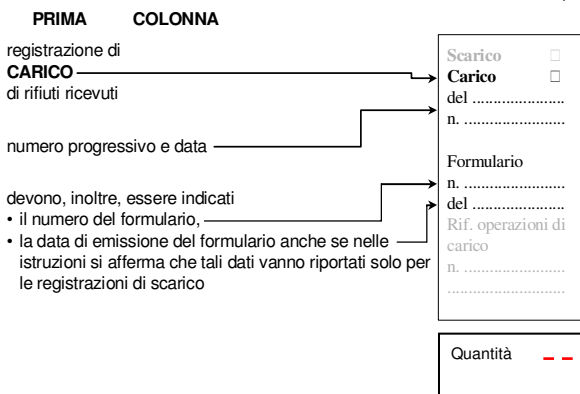 PRIMA COLONNA
registrazione di
CARICO
di rifiuti ricevuti
numero progressivo e data
devono, inoltre, essere indicati
• il numero del formulario,
• la data di emissione del formulario anche se nelle
istruzioni si afferma che tali dati vanno riportati solo per
le registrazioni di scarico
Scarico □
Carico □
del .......................
n. .........................
Formulario
n. .........................
del .......................
Rif. operazioni di
carico
n. .........................
.............................
Quantità